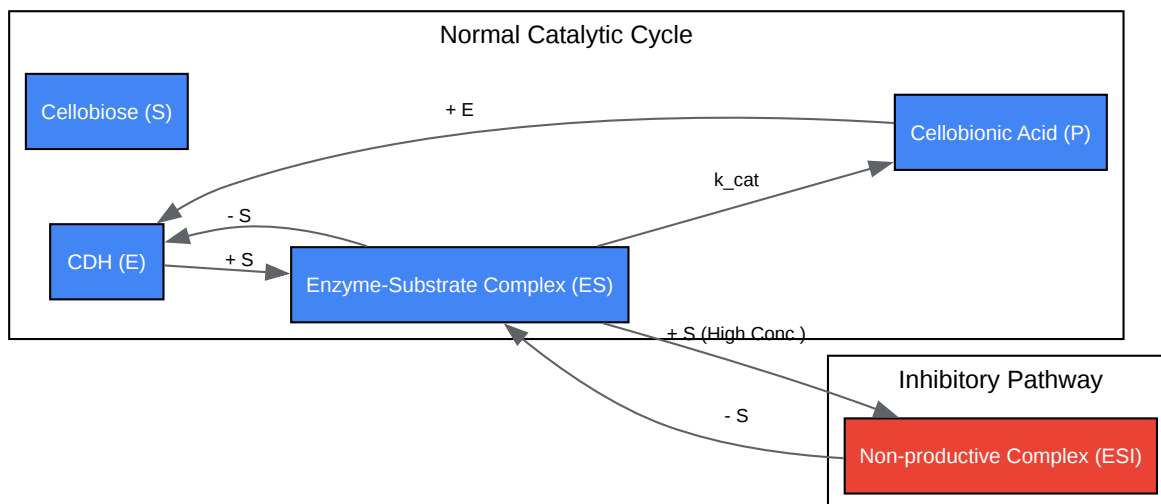 Normal Catalytic Cycle
Cellobiose (S)
+ E
Cellobionic Acid (P)
k_cat
- S
CDH (E)
+ S
Enzyme-Substrate Complex (ES)
+ S (High Conc.)
Inhibitory Pathway
- S
Non-productive Complex (ESI)